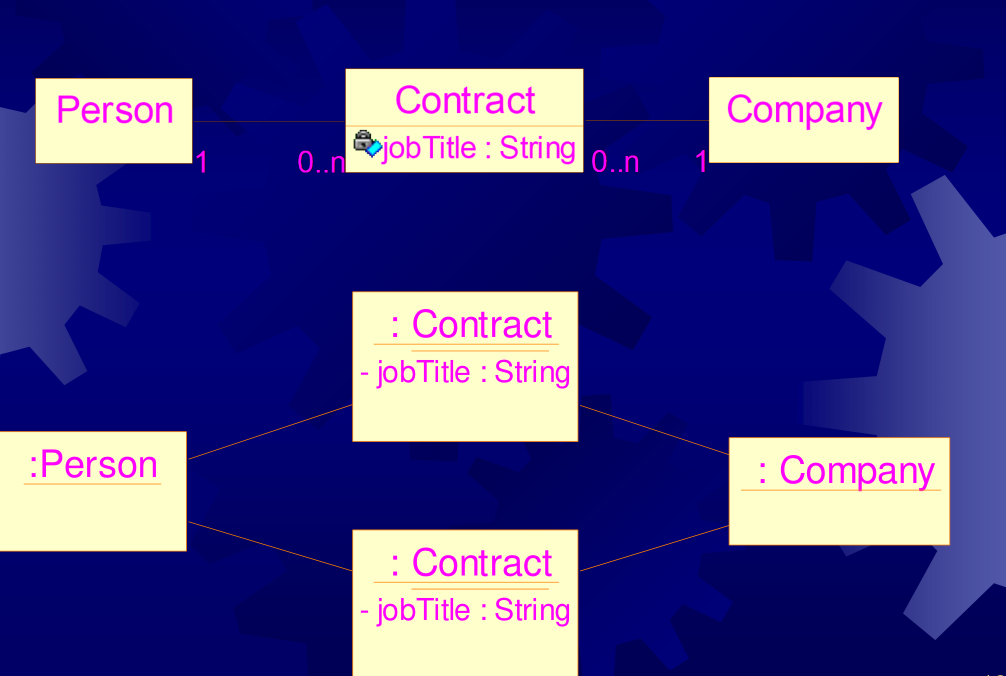 Person
Contract
Company
jobTitle : String
1
0..n
0..n
1
: Contract
- jobTitle : String
:Person
: Company
: Contract
- jobTitle : String